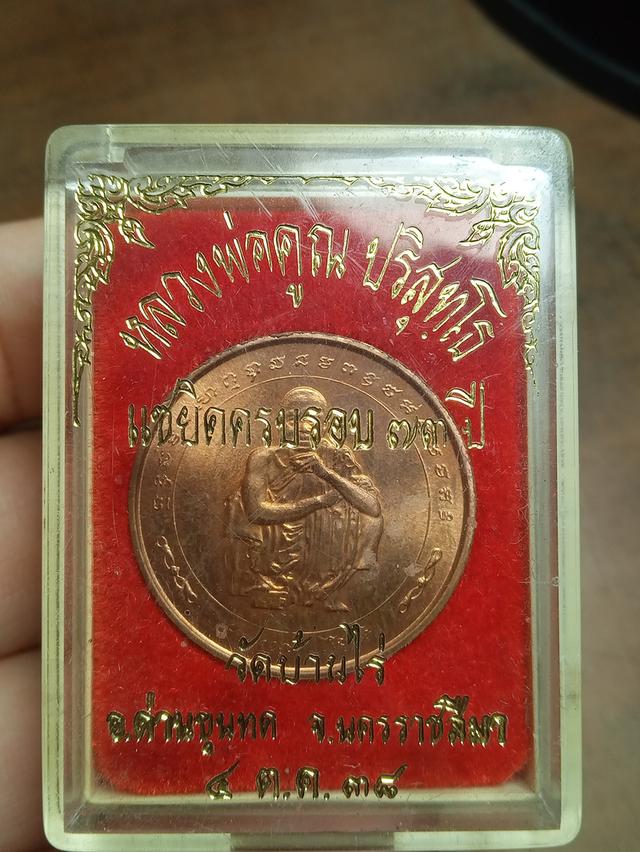 หลวงพ่อคูณ ปริสุทฺโธ
แซยิดครบรอบ ๗๓ ปี
วัดบ้านไร่
อ.ด่านขุนทด จ.นครราชสีมา
๔ ต.ค. ๓๘